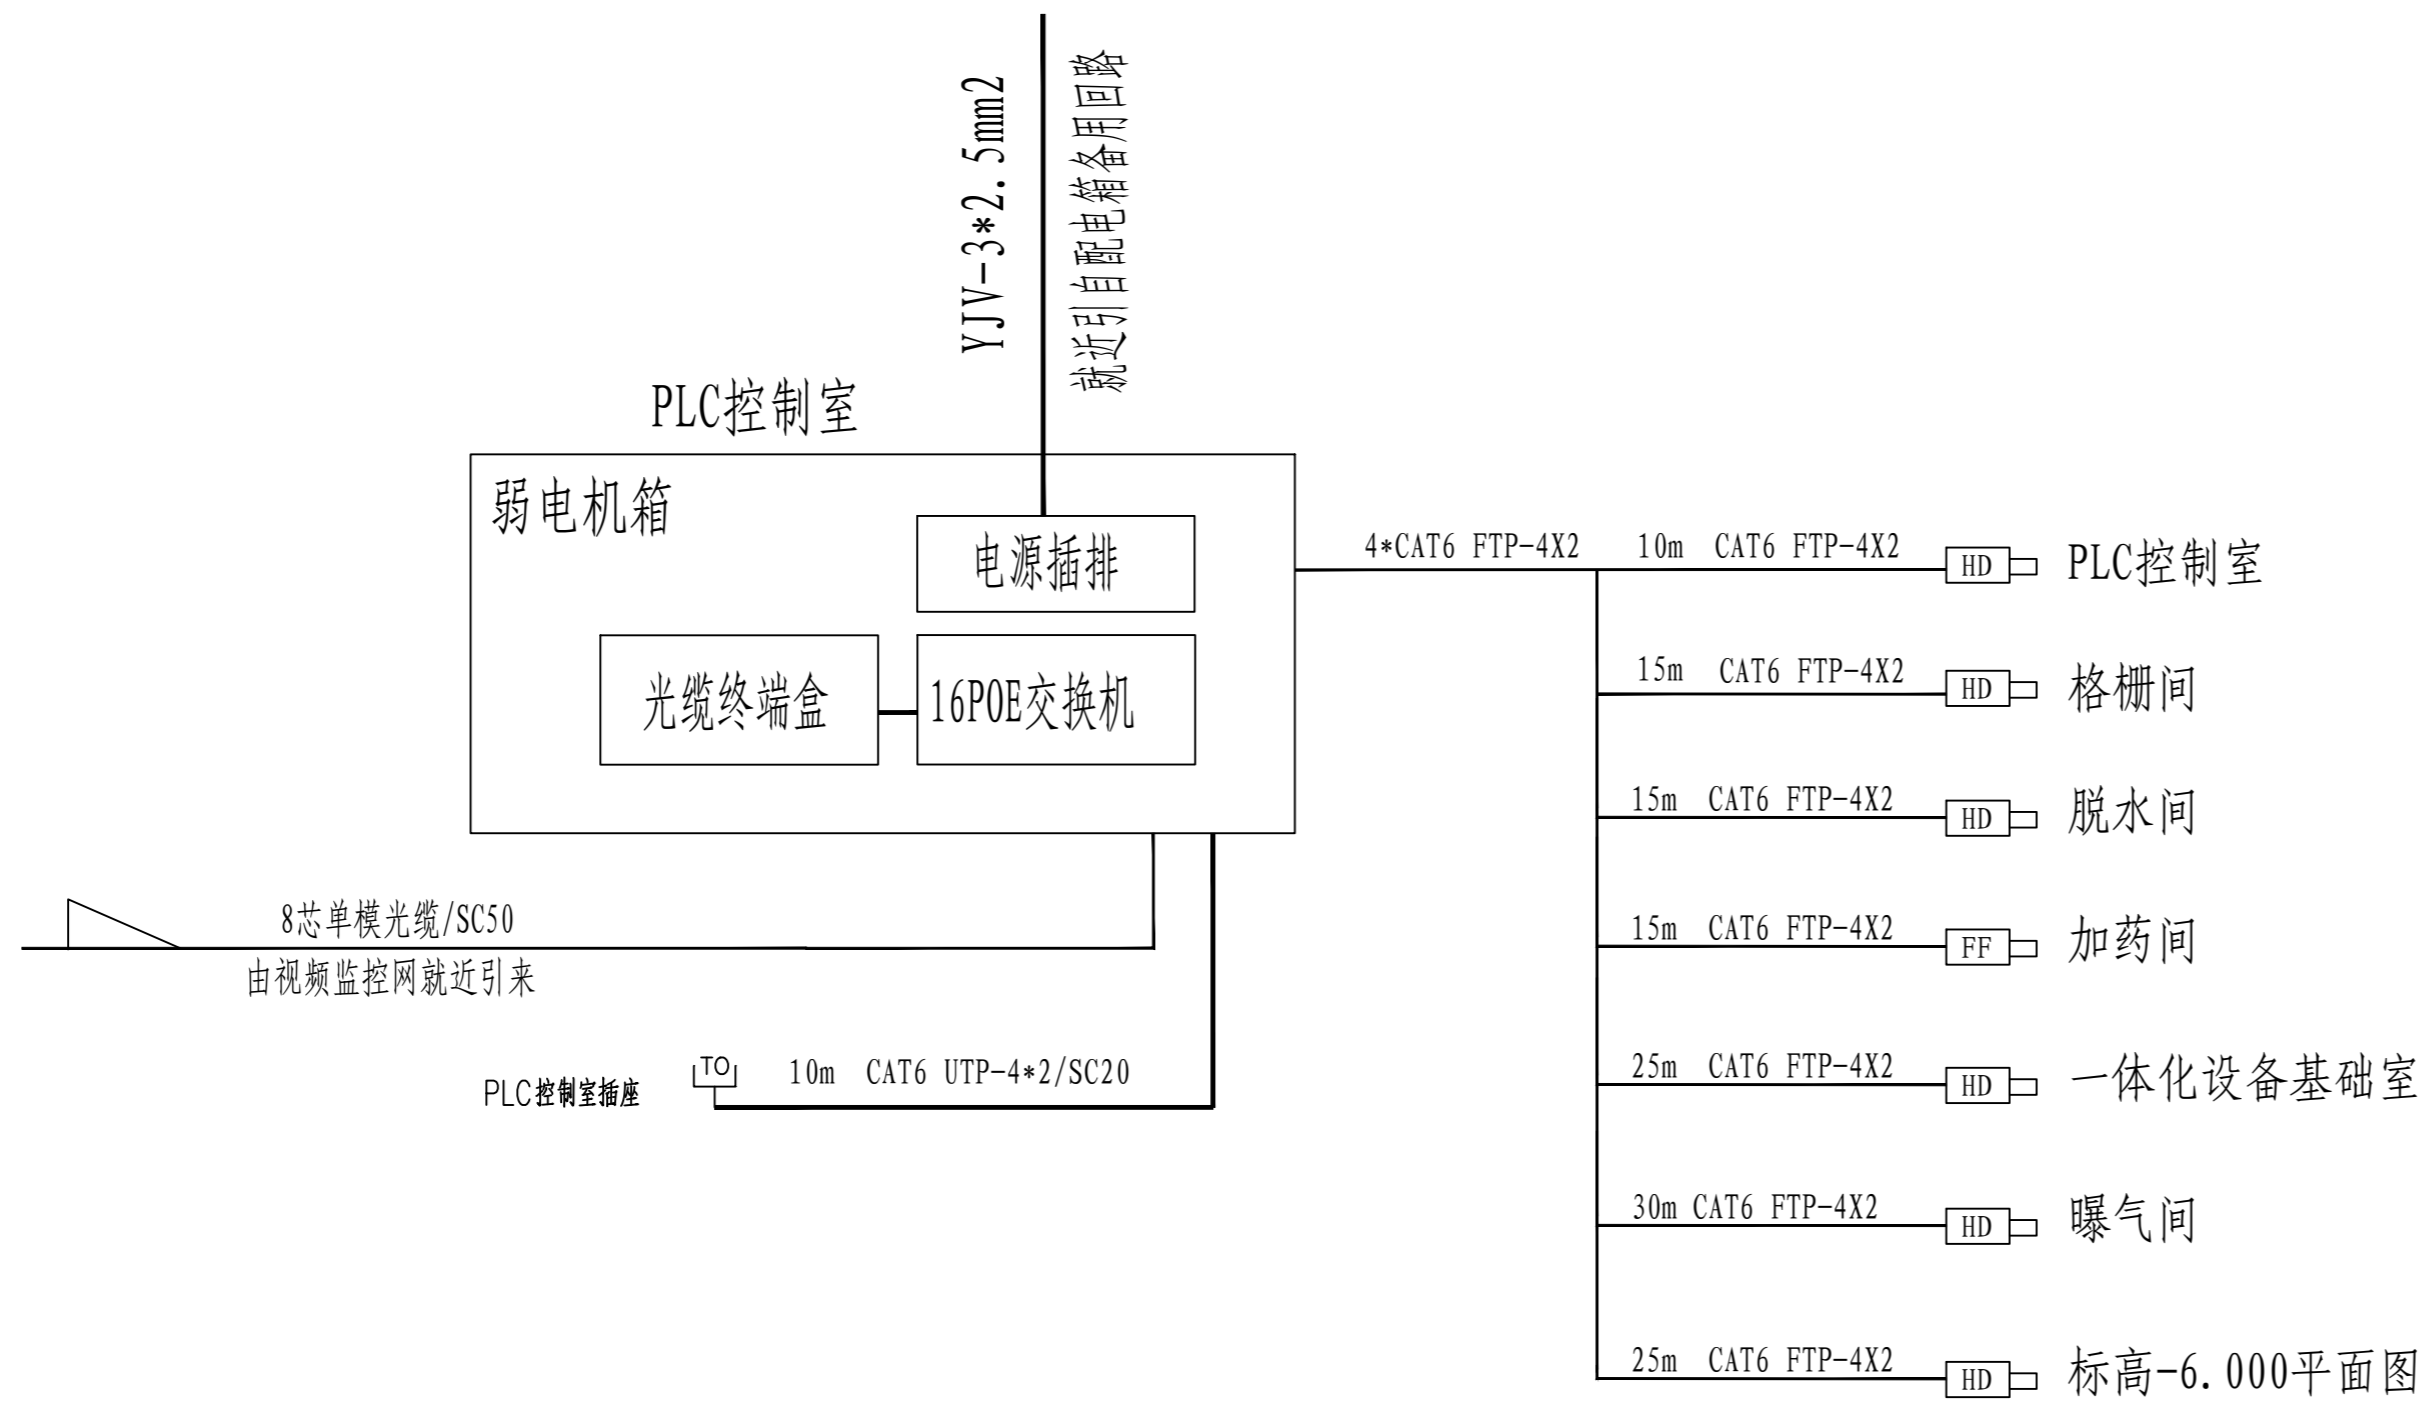 YJV-3*2.5mm2
就近引自配电箱备用回路
PLC控制室
弱电机箱
电源插排
光缆终端盒
16POE交换机
4*CAT6 FTP-4X2
10m CAT6 FTP-4X2
HD
PLC控制室
15m CAT6 FTP-4X2
HD
格栅间
15m CAT6 FTP-4X2
HD
脱水间
15m CAT6 FTP-4X2
FF
加药间
25m CAT6 FTP-4X2
HD
一体化设备基础室
30m CAT6 FTP-4X2
HD
曝气间
25m CAT6 FTP-4X2
HD
标高-6.000平面图
8芯单模光缆/SC50
由视频监控网就近引来
PLC控制室插座
TO
10m CAT6 UTP-4*2/SC20